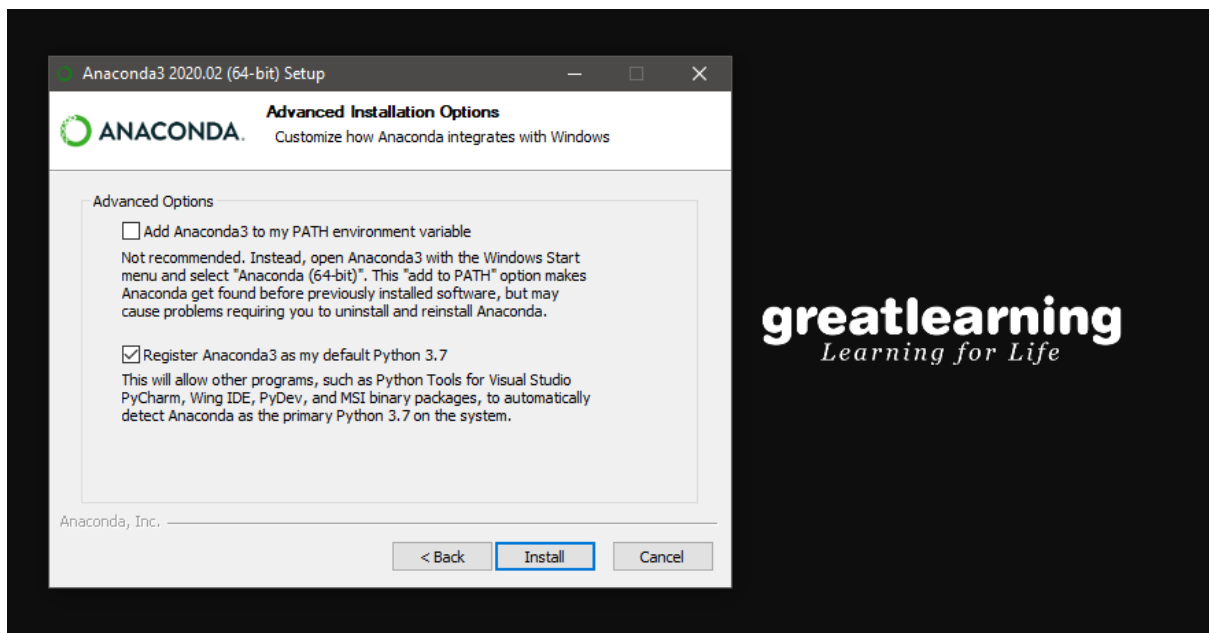 Anaconda3 2020.02 (64-bit) Setup
ANACONDA.
Advanced Installation Options
Customize how Anaconda integrates with Windows
Advanced Options
Add Anaconda3 to my PATH environment variable
Not recommended. Instead, open Anaconda3 with the Windows Start
menu and select "Anaconda (64-bit)". This "add to PATH" option makes
Anaconda get found before previously installed software, but may
cause problems requiring you to uninstall and reinstall Anaconda.
Register Anaconda3 as my default Python 3.7
This will allow other programs, such as Python Tools for Visual Studio
PyCharm, Wing IDE, PyDev, and MSI binary packages, to automatically
detect Anaconda as the primary Python 3.7 on the system.
Anaconda, Inc.
< Back
Install
Cancel
greatlearning
Learning for Life